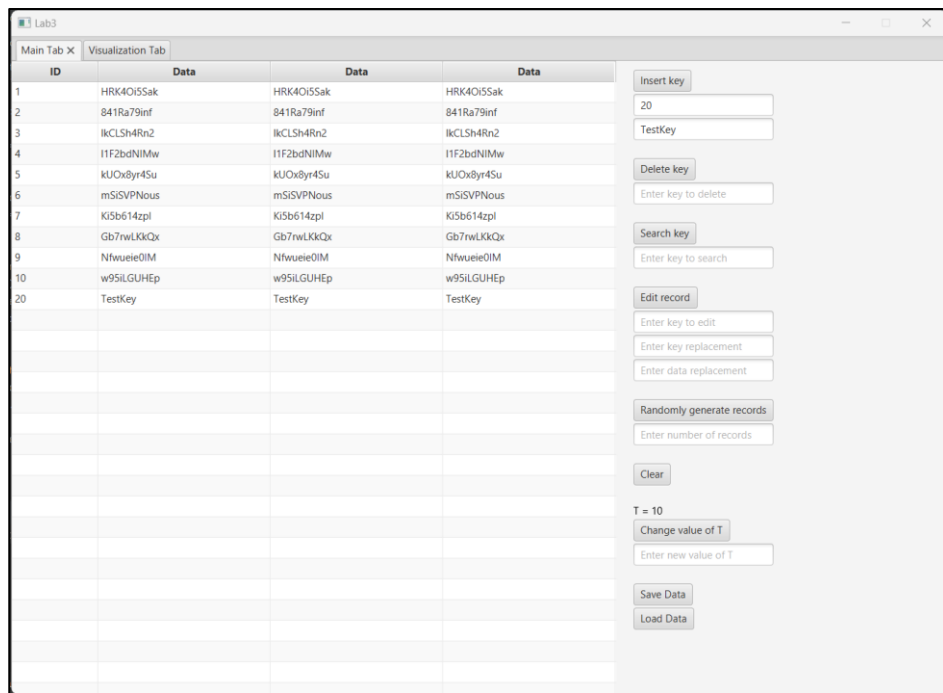 Lab3
Main Tab Visualization Tab
ID Data Data Data
1 HRK4Oi5Sak HRK4Oi5Sak HRK4Oi5Sak
2 841Ra79inf 841Ra79inf 841Ra79inf
3 lkCLSh4Rn2 lkCLSh4Rn2 lkCLSh4Rn2
4 I1F2bdNIMw I1F2bdNIMw I1F2bdNIMw
5 kUOx8yr4Su kUOx8yr4Su kUOx8yr4Su
6 mSiSVPNous mSiSVPNous mSiSVPNous
7 Ki5b614zpl Ki5b614zpl Ki5b614zpl
8 Gb7rwLKkQx Gb7rwLKkQx Gb7rwLKkQx
9 Nfwueie0IM Nfwueie0IM Nfwueie0IM
10 w95iLGUHEp w95iLGUHEp w95iLGUHEp
20 TestKey TestKey TestKey
Insert key
20
TestKey
Delete key
Enter key to delete
Search key
Enter key to search
Edit record
Enter key to edit
Enter key replacement
Enter data replacement
Randomly generate records
Enter number of records
Clear
T = 10
Change value of T
Enter new value of T
Save Data
Load Data